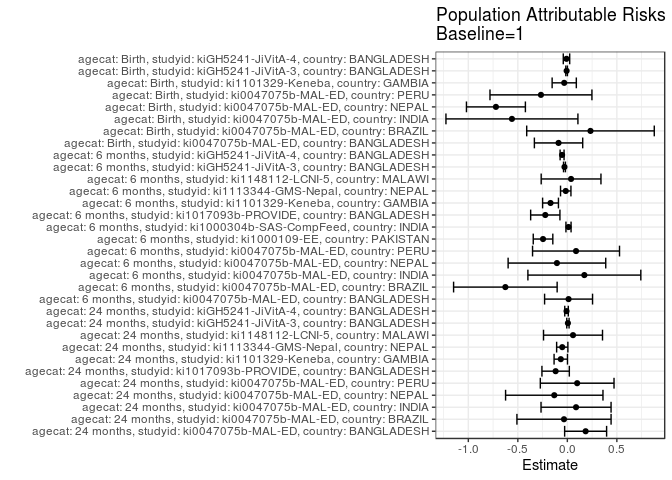 Population Attributable Risks
Baseline=1
agecat: Birth, studyid: kiGH5241-JiVitA-4, country: BANGLADESH
agecat: Birth, studyid: kiGH5241-JiVitA-3, country: BANGLADESH
agecat: Birth, studyid: ki1101329-Keneba, country: GAMBIA
agecat: Birth, studyid: ki0047075b-MAL-ED, country: PERU
agecat: Birth, studyid: ki0047075b-MAL-ED, country: NEPAL
agecat: Birth, studyid: ki0047075b-MAL-ED, country: INDIA
agecat: Birth, studyid: ki0047075b-MAL-ED, country: BRAZIL
agecat: Birth, studyid: ki0047075b-MAL-ED, country: BANGLADESH
agecat: 6 months, studyid: kiGH5241-JiVitA-4, country: BANGLADESH
agecat: 6 months, studyid: kiGH5241-JiVitA-3, country: BANGLADESH
agecat: 6 months, studyid: ki1148112-LCNI-5, country: MALAWI
agecat: 6 months, studyid: ki1113344-GMS-Nepal, country: NEPAL
agecat: 6 months, studyid: ki1101329-Keneba, country: GAMBIA
agecat: 6 months, studyid: ki1017093b-PROVIDE, country: BANGLADESH
agecat: 6 months, studyid: ki1000304b-SAS-CompFeed, country: INDIA
agecat: 6 months, studyid: ki1000109-EE, country: PAKISTAN
agecat: 6 months, studyid: ki0047075b-MAL-ED, country: PERU
agecat: 6 months, studyid: ki0047075b-MAL-ED, country: NEPAL
agecat: 6 months, studyid: ki0047075b-MAL-ED, country: INDIA
agecat: 6 months, studyid: ki0047075b-MAL-ED, country: BRAZIL
agecat: 6 months, studyid: ki0047075b-MAL-ED, country: BANGLADESH
agecat: 24 months, studyid: kiGH5241-JiVitA-4, country: BANGLADESH
agecat: 24 months, studyid: kiGH5241-JiVitA-3, country: BANGLADESH
agecat: 24 months, studyid: ki1148112-LCNI-5, country: MALAWI
agecat: 24 months, studyid: ki1113344-GMS-Nepal, country: NEPAL
agecat: 24 months, studyid: ki1101329-Keneba, country: GAMBIA
agecat: 24 months, studyid: ki1017093b-PROVIDE, country: BANGLADESH
agecat: 24 months, studyid: ki0047075b-MAL-ED, country: PERU
agecat: 24 months, studyid: ki0047075b-MAL-ED, country: NEPAL
agecat: 24 months, studyid: ki0047075b-MAL-ED, country: INDIA
agecat: 24 months, studyid: ki0047075b-MAL-ED, country: BRAZIL
agecat: 24 months, studyid: ki0047075b-MAL-ED, country: BANGLADESH
-1.0 -0.5 0.0 0.5
Estimate